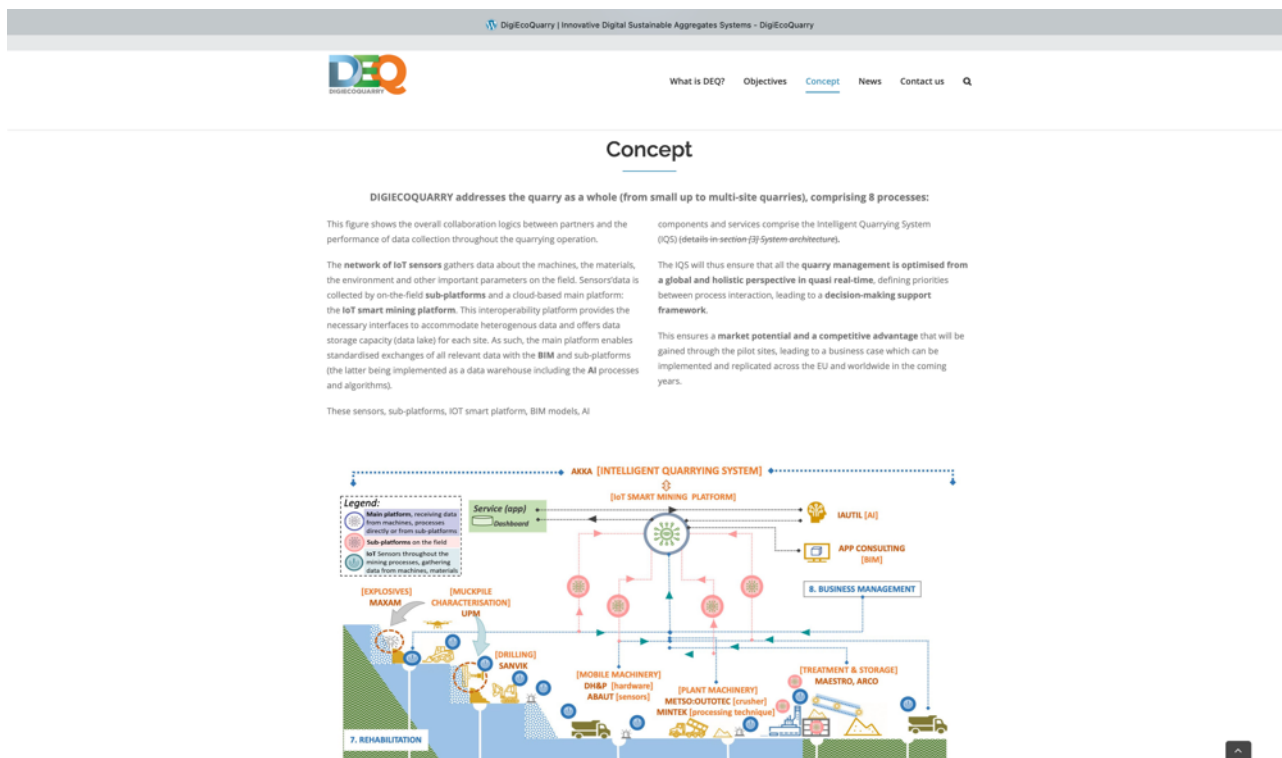 DigiEcoQuarry | Innovative Digital Sustainable Aggregates Systems - DigiEcoQuarry
DEQ
DIGIECOQUARRY
What is DEQ? Objectives Concept News Contact us
Concept
DIGIECOQUARRY addresses the quarry as a whole (from small up to multi-site quarries), comprising 8 processes:
This figure shows the overall collaboration logics between partners and the
performance of data collection throughout the quarrying operation.
The network of IoT sensors gathers data about the machines, the materials,
the environment and other important parameters on the field. Sensors'data is
collected by on-the-field sub-platforms and a cloud-based main platform:
the IoT smart mining platform. This interoperability platform provides the
necessary interfaces to accommodate heterogenous data and offers data
storage capacity (data lake) for each site. As such, the main platform enables
standardised exchanges of all relevant data with the BIM and sub-platforms
(the latter being implemented as a data warehouse including the AI processes
and algorithms).
These sensors, sub-platforms, IOT smart platform, BIM models, AI
components and services comprise the Intelligent Quarrying System
(IQS) (details in section [3] System architecture).
The IQS will thus ensure that all the quarry management is optimised from
a global and holistic perspective in quasi real-time, defining priorities
between process interaction, leading to a decision-making support
framework.
This ensures a market potential and a competitive advantage that will be
gained through the pilot sites, leading to a business case which can be
implemented and replicated across the EU and worldwide in the coming
years.
AKKA [INTELLIGENT QUARRYING SYSTEM]
[IoT SMART MINING PLATFORM]
Legend:
Main platform, receiving data
from machines, processes
directly or from sub-platforms
Sub-platforms on the field
IoT Sensors throughout the
mining processes, gathering
data from machines, materials
Service (app)
Dashboard
IAUTIL [AI]
APP CONSULTING
[BIM]
8. BUSINESS MANAGEMENT
[EXPLOSIVES]
MAXAM
[MUCKPILE
CHARACTERISATION]
UPM
[DRILLING]
SANVIK
[MOBILE MACHINERY]
DH&P [hardware]
ABAUT [sensors]
[PLANT MACHINERY]
METSO:OUTOTEC [crusher]
MINTEK [processing technique]
[TREATMENT & STORAGE]
MAESTRO, ARCO
7. REHABILITATION